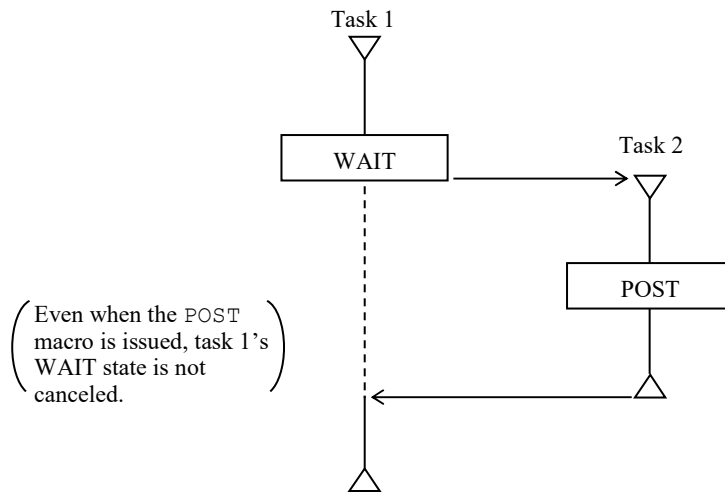 Task 1
WAIT
Task 2
POST
Even when the POST
macro is issued, task 1’s
WAIT state is not
canceled.